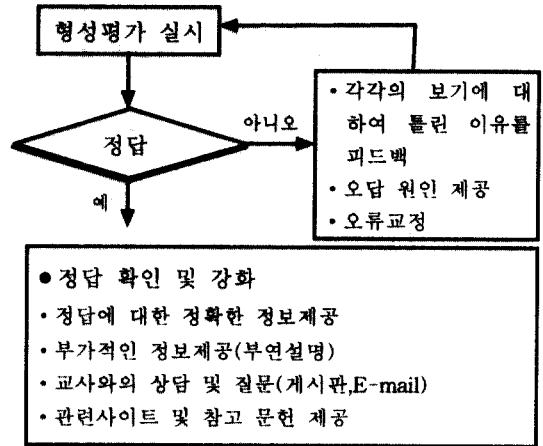 형성평가 실시
정답
아니오
예
• 각각의 보기에 대
하여 틀린 이유를
피드백
• 오답 원인 제공
• 오류교정
● 정답 확인 및 강화
• 정답에 대한 정확한 정보제공
• 부가적인 정보제공(부연설명)
• 교사와의 상담 및 질문(게시판,E-mail)
• 관련사이트 및 참고 문헌 제공